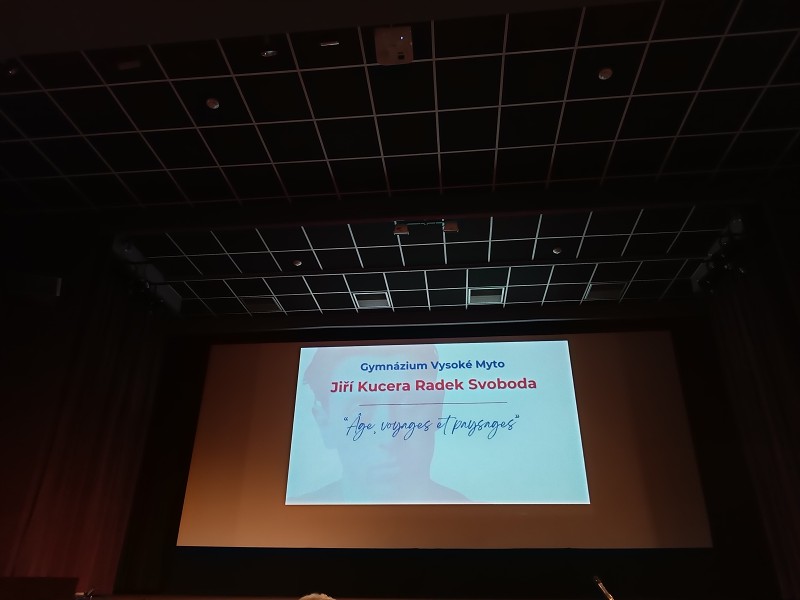 Gymnázium Vysoké Myto
Jiří Kucera Radek Svoboda
"Âge, voyages et paysages"